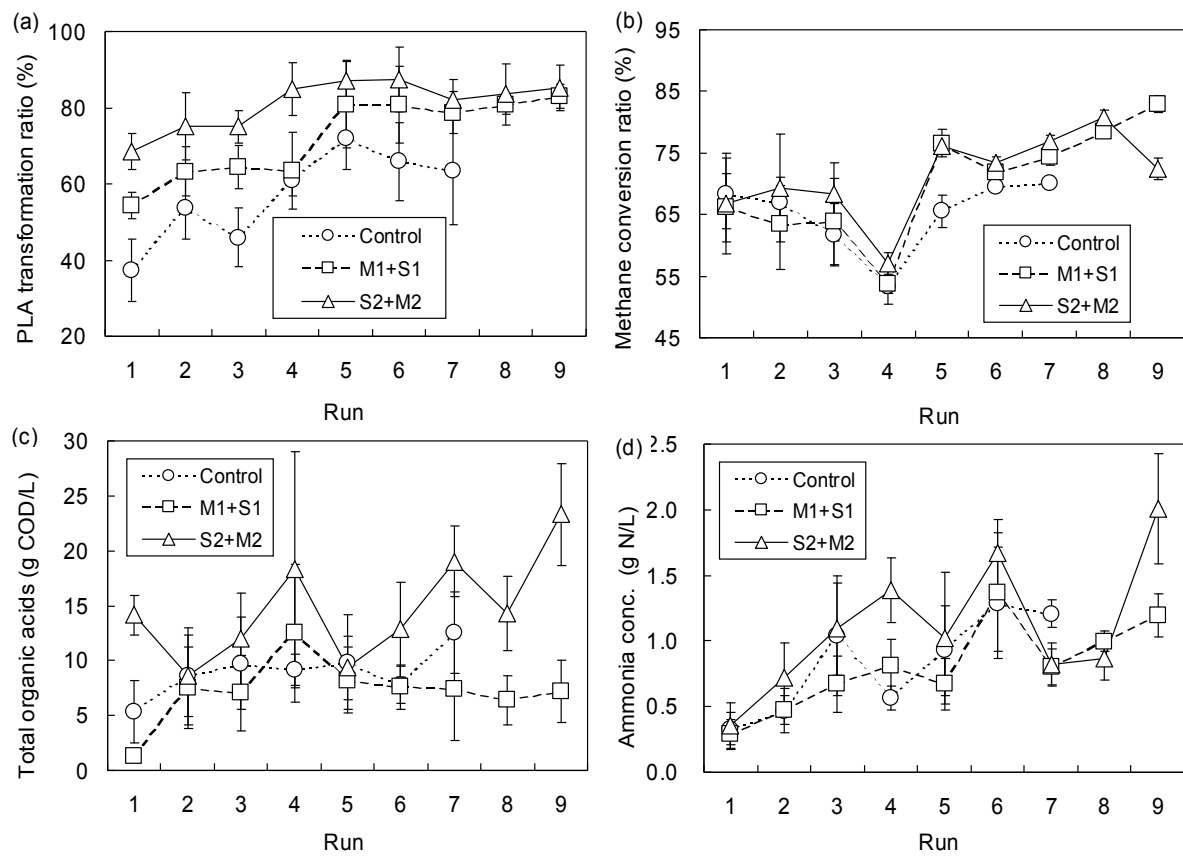 (a)
PLA transformation ratio (%)
100
80
60
40
20
Control
M1+S1
S2+M2
1 2 3 4 5 6 7 8 9
Run
(b)
Methane conversion ratio (%)
95
85
75
65
55
45
Control
M1+S1
S2+M2
1 2 3 4 5 6 7 8 9
Run
(c)
Total organic acids (g COD/L)
30
25
20
15
10
5
0
Control
M1+S1
S2+M2
1 2 3 4 5 6 7 8 9
Run
(d)
Ammonia conc. (g N/L)
2.5
2.0
1.5
1.0
0.5
0.0
Control
M1+S1
S2+M2
1 2 3 4 5 6 7 8 9
Run